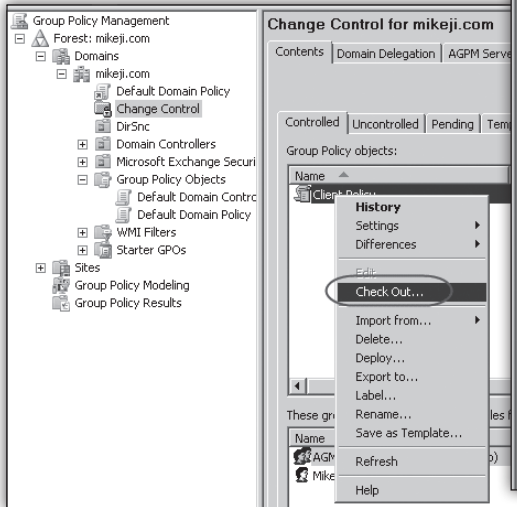 Group Policy Management
Forest: mikeji.com
Domains
mikeji.com
Default Domain Policy
Change Control
DirSnc
Domain Controllers
Microsoft Exchange Securi
Group Policy Objects
Default Domain Contro
Default Domain Policy
WMI Filters
Starter GPOs
Sites
Group Policy Modeling
Group Policy Results
Change Control for mikeji.com
Contents Domain Delegation AGPM Serve
Controlled Uncontrolled Pending Tem
Group Policy objects:
Name
Client Policy
History
Settings
Differences
Edit
Check Out...
Import from...
Delete...
Deploy...
Export to...
Label...
Rename...
Save as Template...
Refresh
Help
These gr
les f
Name
AGM
p)
Mike